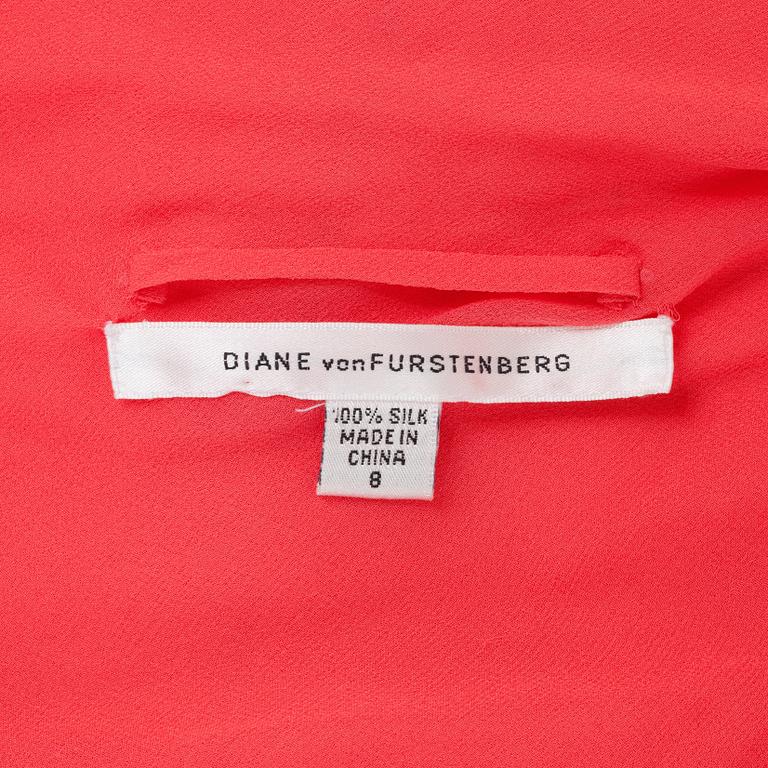 DIANE vonFURSTENBERG
100% SILK
MADE IN
CHINA
8